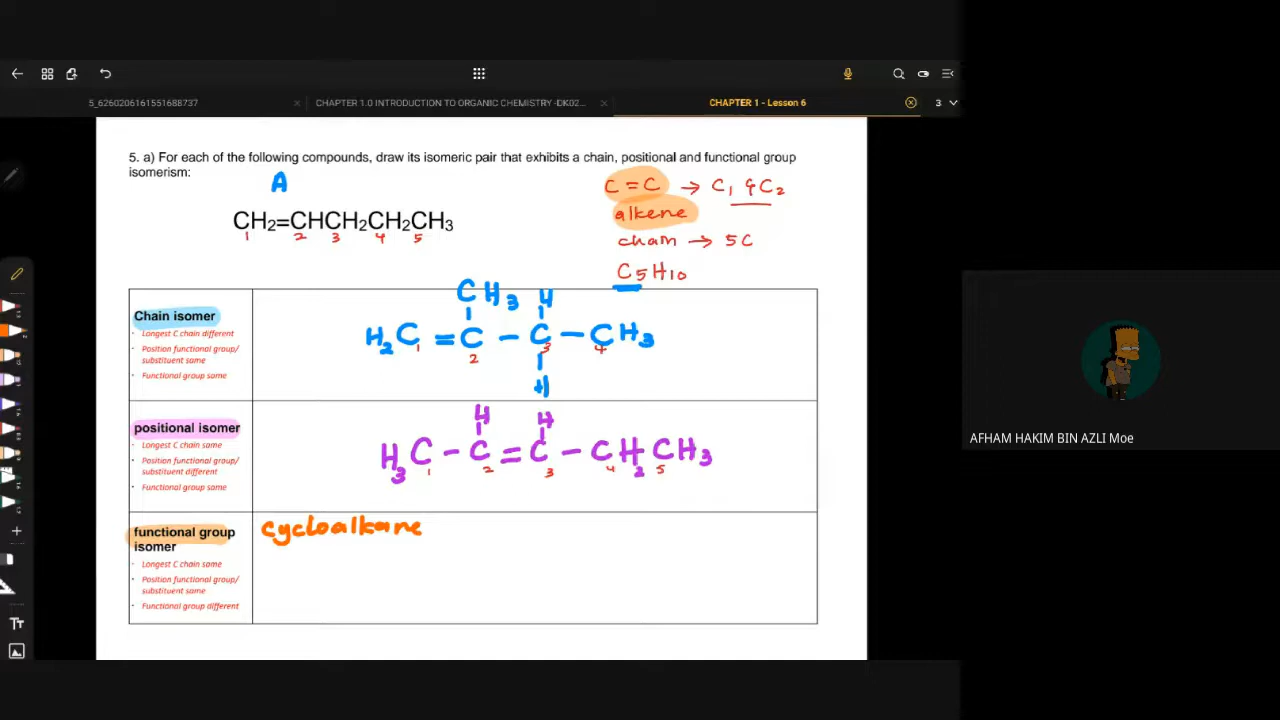 5_6260206161551688737
CHAPTER 1.0 INTRODUCTION TO ORGANIC CHEMISTRY -DK02...
CHAPTER 1 - Lesson 6
3
5. a) For each of the following compounds, draw its isomeric pair that exhibits a chain, positional and functional group
isomerism:
A
CH2=CHCH2CH2CH3
1 2 3 4 5
C=C → C1 & C2
alkene
chain → 5C
C5H10
Chain isomer
Longest C chain different
Position functional group/
substituent same
Functional group same
CH3 H
H2C = C - C - CH3
1 2 3 4
H
positional isomer
Longest C chain same
Position functional group/
substituent different
Functional group same
H H
H3C - C = C - CH2CH3
1 2 3 4 5
functional group
isomer
Longest C chain same
Position functional group/
substituent same
Functional group different
cycloalkane
Tt
AFHAM HAKIM BIN AZLI Moe